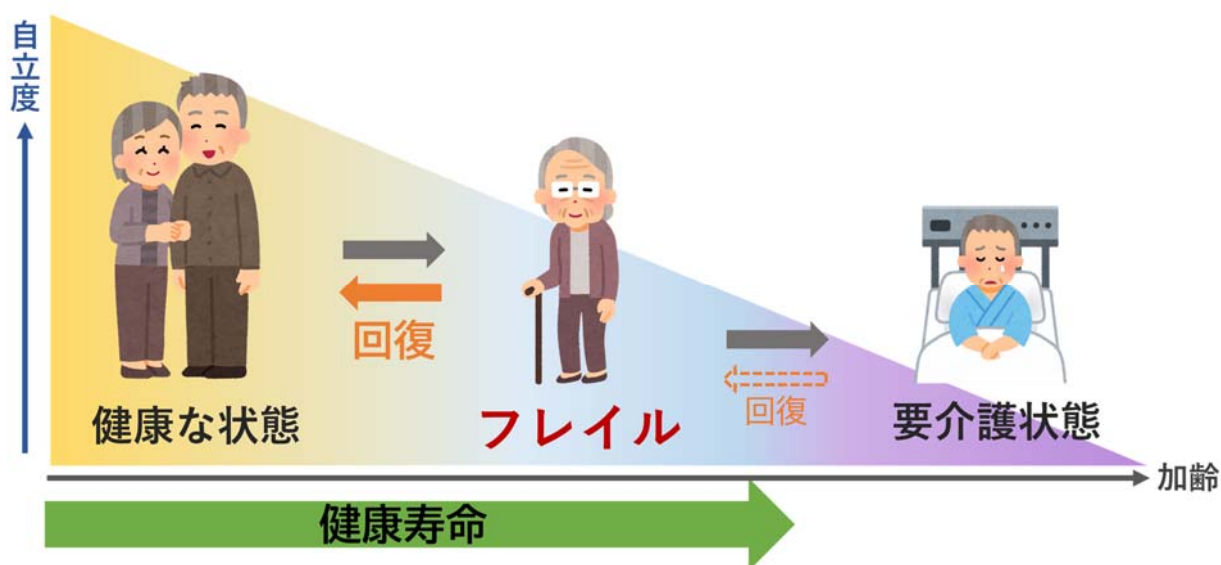 自立度
回復
回復
健康な状態
フレイル
要介護状態
加齢
健康寿命